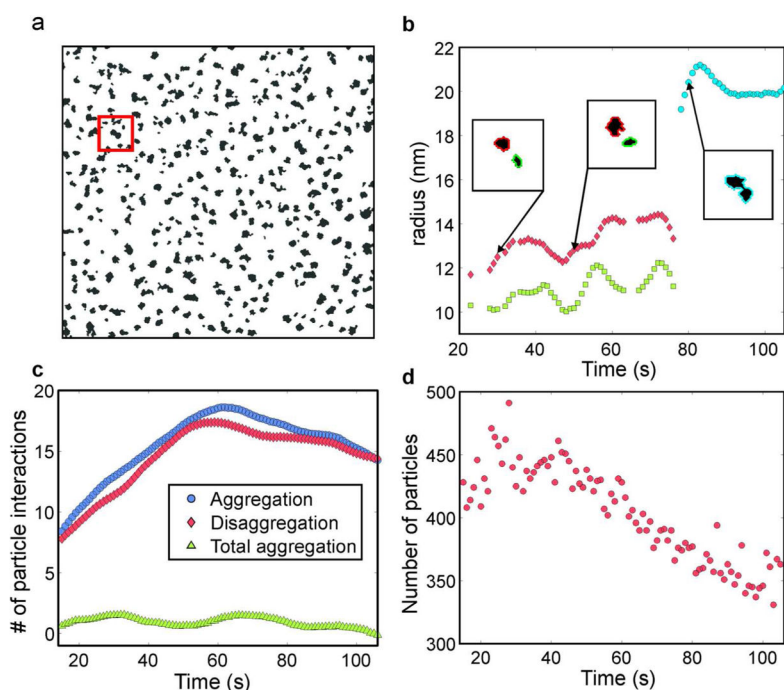 a
b
22
20
18
16
14
12
10
radius (nm)
20
40
60
80
100
Time (s)
c
20
15
10
5
0
# of particle interactions
Aggregation
Disaggregation
Total aggregation
20
40
60
80
100
Time (s)
d
500
450
400
350
300
Number of particles
20
40
60
80
100
Time (s)